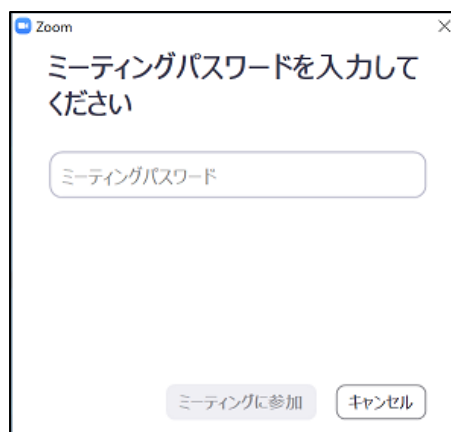 Zoom
ミーティングパスワードを入力して
ください
ミーティングパスワード
ミーティングに参加
キャンセル